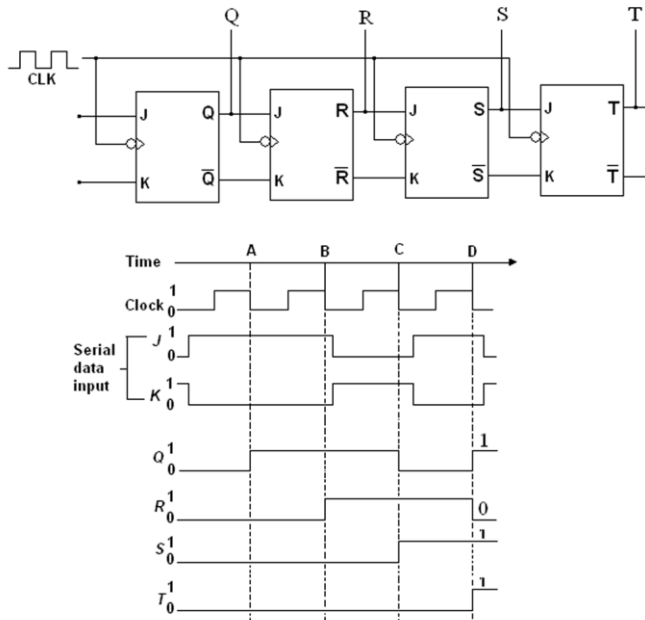 Q R S T
CLK
J Q J R J S J T
K Q̅ K R̅ K S̅ K T̅
A B C D
Time
Clock 1
0
Serial
data
input
J 1
0
K 1
0
Q 1
0
1
R 1
0
0
S 1
0
1
T 1
0
1